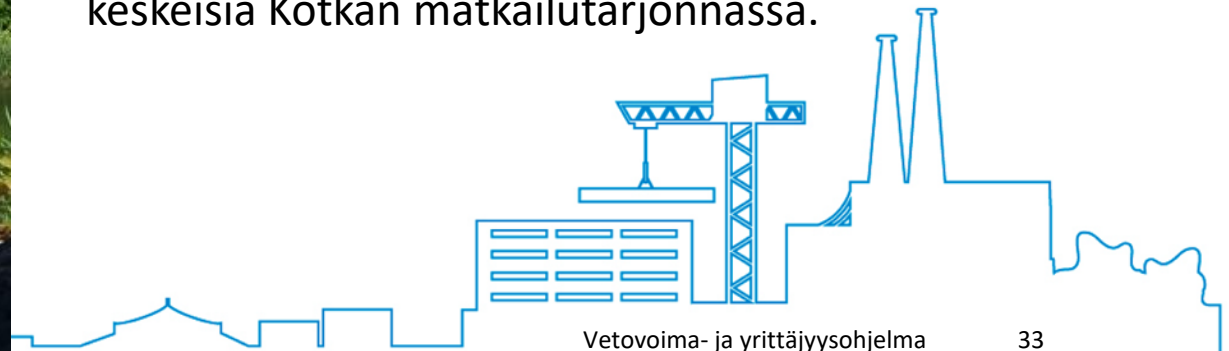 keskeisiä Kotkan matkailutarjonnassa.
Vetovoima- ja yrittäjyysohjelma 33